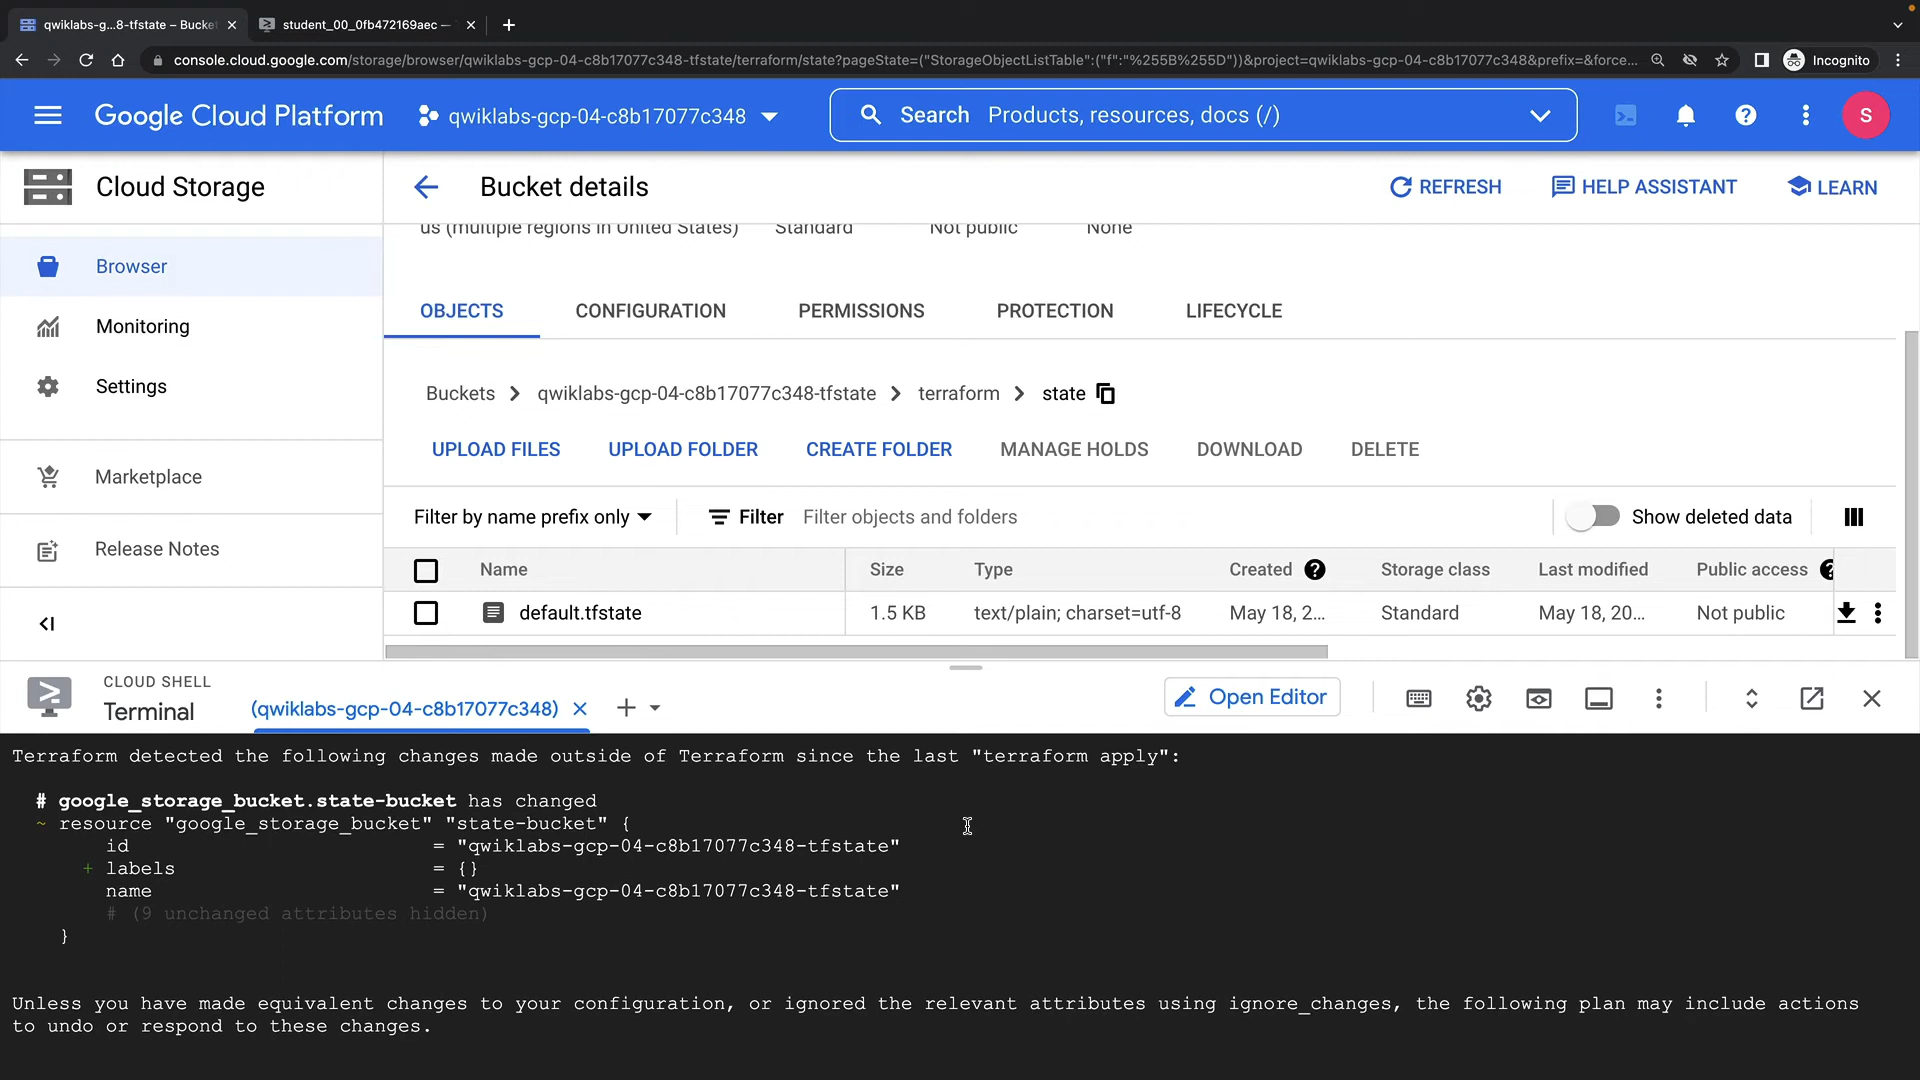 qwiklabs-g...8-tfstate – Bucket
student_00_0fb472169aec —
console.cloud.google.com/storage/browser/qwiklabs-gcp-04-c8b17077c348-tfstate/terraform/state?pageState=("StorageObjectListTable":("f":"%255B%255D"))&project=qwiklabs-gcp-04-c8b17077c348&prefix=&force...
Incognito
Google Cloud Platform
qwiklabs-gcp-04-c8b17077c348
Search Products, resources, docs (/)
S
Cloud Storage
Bucket details
REFRESH
HELP ASSISTANT
LEARN
us (multiple regions in United States) Standard Not public None
Browser
Monitoring
Settings
Marketplace
Release Notes
OBJECTS CONFIGURATION PERMISSIONS PROTECTION LIFECYCLE
Buckets > qwiklabs-gcp-04-c8b17077c348-tfstate > terraform > state
UPLOAD FILES UPLOAD FOLDER CREATE FOLDER MANAGE HOLDS DOWNLOAD DELETE
Filter by name prefix only Filter Filter objects and folders Show deleted data
Name Size Type Created Storage class Last modified Public access
default.tfstate 1.5 KB text/plain; charset=utf-8 May 18, 2... Standard May 18, 20... Not public
CLOUD SHELL
Terminal
(qwiklabs-gcp-04-c8b17077c348)
Open Editor
Terraform detected the following changes made outside of Terraform since the last "terraform apply":
# google_storage_bucket.state-bucket has changed
~ resource "google_storage_bucket" "state-bucket" {
id = "qwiklabs-gcp-04-c8b17077c348-tfstate"
+ labels = {}
name = "qwiklabs-gcp-04-c8b17077c348-tfstate"
# (9 unchanged attributes hidden)
}
Unless you have made equivalent changes to your configuration, or ignored the relevant attributes using ignore_changes, the following plan may include actions
to undo or respond to these changes.